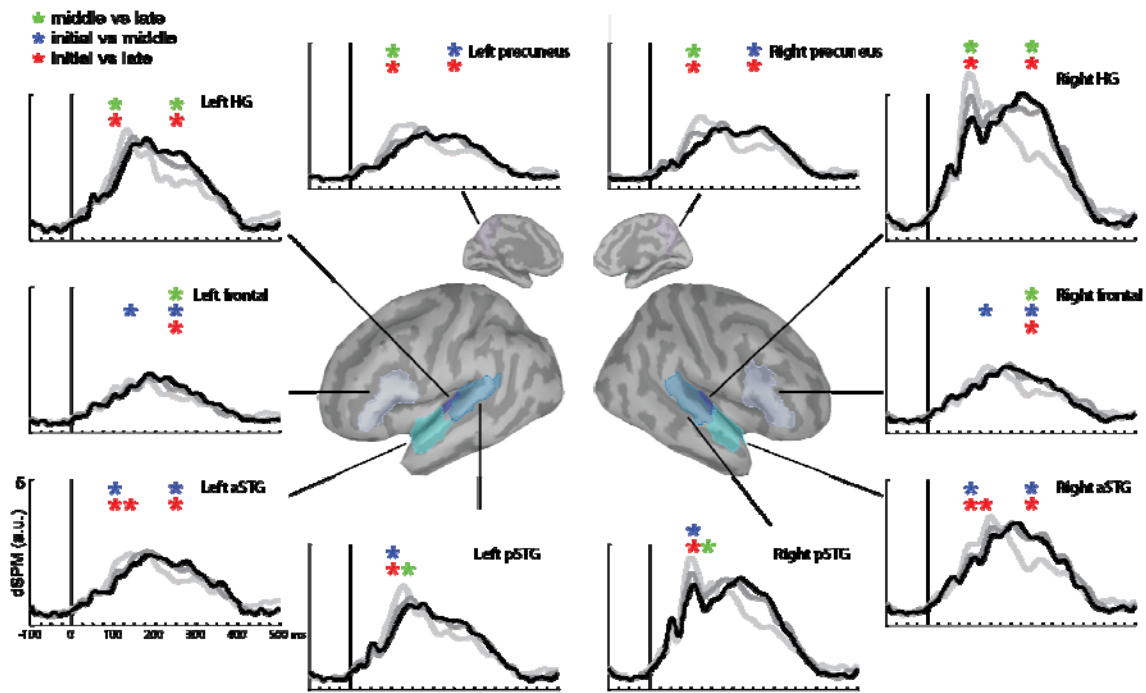 middle vs late
initial vs middle
initial vs late
Left precuneus
Right precuneus
Left HG
Right HG
Left frontal
Right frontal
Left aSTG
Right aSTG
6
dSPM (a.u.)
-100 0 100 200 300 400 500 ms
Left pSTG
Right pSTG